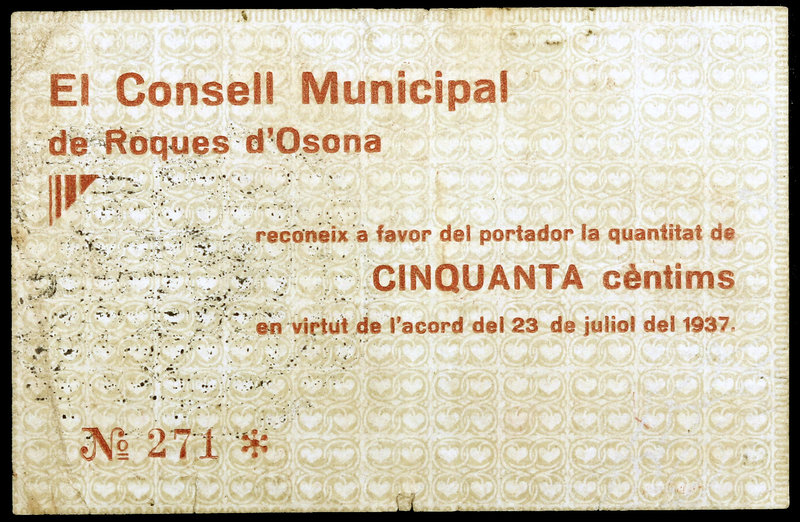 El Consell Municipal
de Roques d'Osona
reconeix a favor del portador la quantitat de
CINQUANTA cèntims
en virtut de l'acord del 23 de juliol del 1937.
Nº 271 *